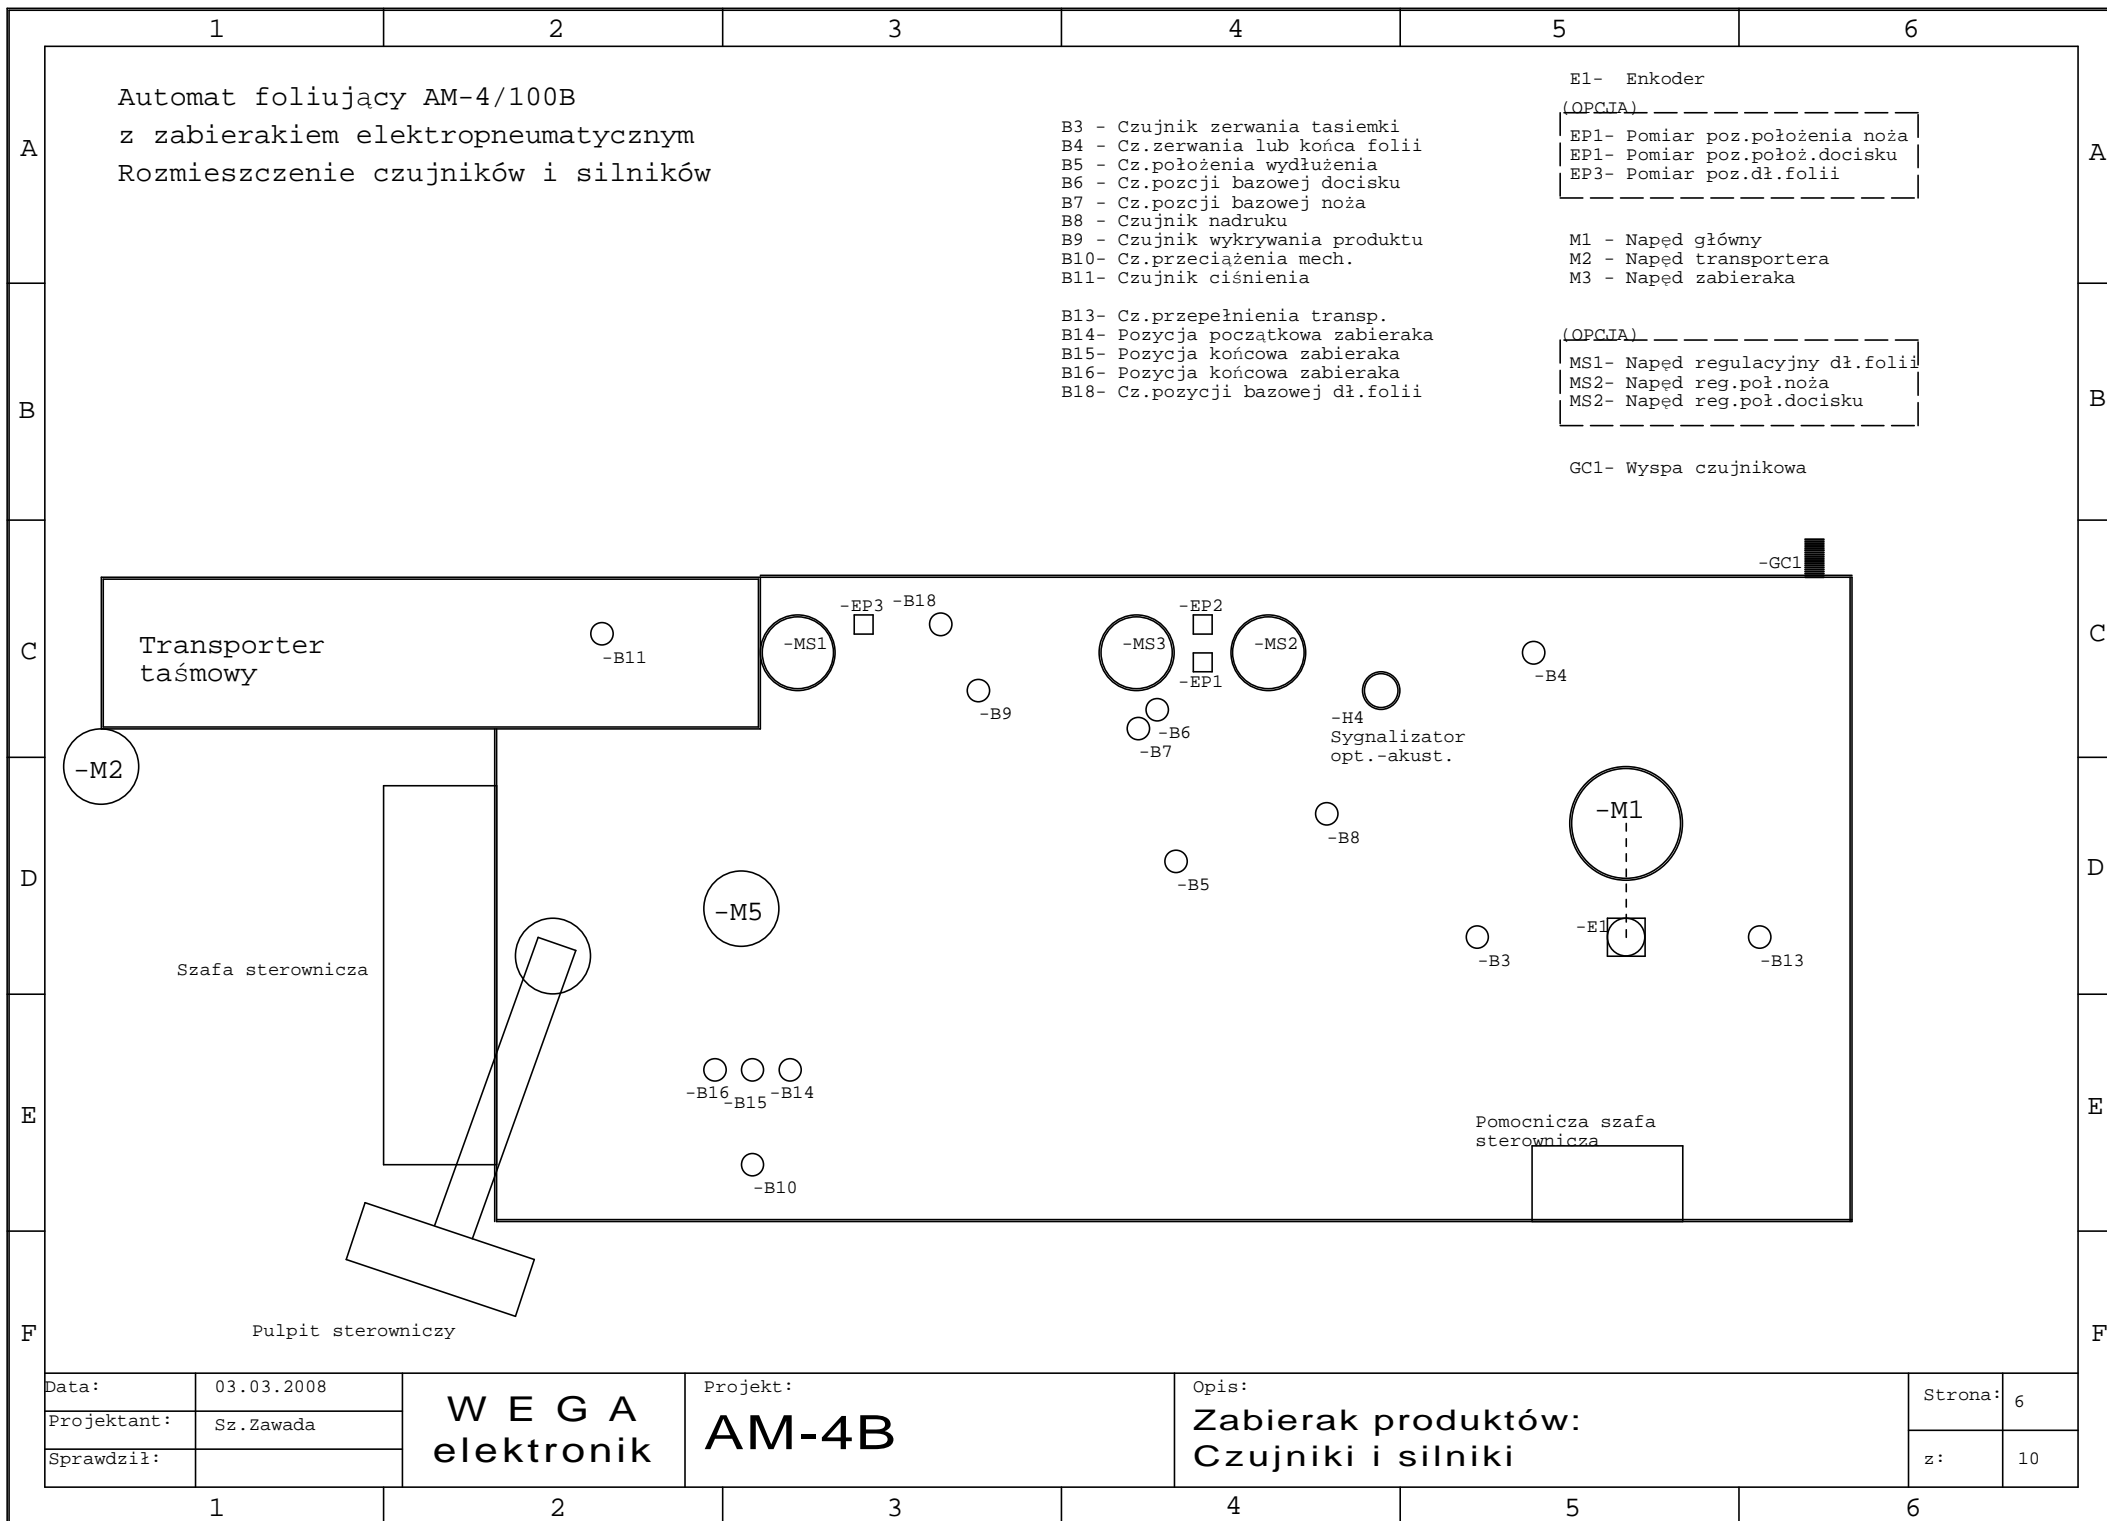 1 2 3 4 5 6
A
A
B
B
C
C
D
D
E
E
F
F
Automat foliujący AM-4/100B
z zabierakiem elektropneumatycznym
Rozmieszczenie czujników i silników
B3 - Czujnik zerwania tasiemki
B4 - Cz.zerwania lub końca folii
B5 - Cz.położenia wydłużenia
B6 - Cz.pozcji bazowej docisku
B7 - Cz.pozcji bazowej noża
B8 - Czujnik nadruku
B9 - Czujnik wykrywania produktu
B10- Cz.przeciążenia mech.
B11- Czujnik ciśnienia
B13- Cz.przepełnienia transp.
B14- Pozycja początkowa zabieraka
B15- Pozycja końcowa zabieraka
B16- Pozycja końcowa zabieraka
B18- Cz.pozycji bazowej dł.folii
E1- Enkoder
(OPCJA)
EP1- Pomiar poz.położenia noża
EP1- Pomiar poz.położ.docisku
EP3- Pomiar poz.dł.folii
M1 - Napęd główny
M2 - Napęd transportera
M3 - Napęd zabieraka
(OPCJA)
MS1- Napęd regulacyjny dł.folii
MS2- Napęd reg.poł.noża
MS2- Napęd reg.poł.docisku
GC1- Wyspa czujnikowa
-GC1
Transporter
taśmowy
-B11
-MS1
-EP3
-B18
-B9
-MS3
-EP2
-EP1
-MS2
-B6
-B7
-H4
Sygnalizator
opt.-akust.
-B4
-M2
-M1
-B8
-B5
-M5
-E1
-B3
-B13
Szafa sterownicza
-B16
-B15
-B14
-B10
Pomocnicza szafa
sterownicza
Pulpit sterowniczy
Data: 03.03.2008
Projektant: Sz.Zawada
Sprawdził:
W E G A
elektronik
Projekt:
AM-4B
Opis:
Zabierak produktów:
Czujniki i silniki
Strona: 6
z: 10
1 2 3 4 5 6